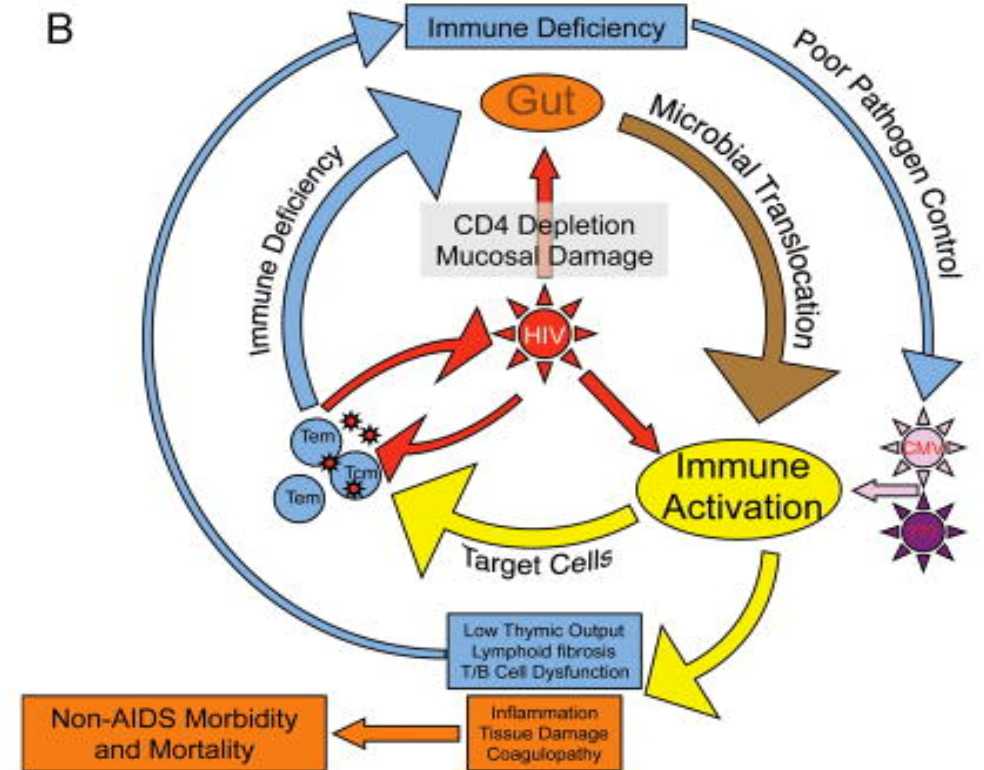 B
Immune Deficiency
Gut
Poor Pathogen Control
Microbial Translocation
Immune Deficiency
CD4 Depletion
Mucosal Damage
HIV
Tem
Tcm
Tem
Immune
Activation
CMV
Target Cells
Low Thymic Output
Lymphoid fibrosis
T/B Cell Dysfunction
Inflammation
Tissue Damage
Coagulopathy
Non-AIDS Morbidity
and Mortality